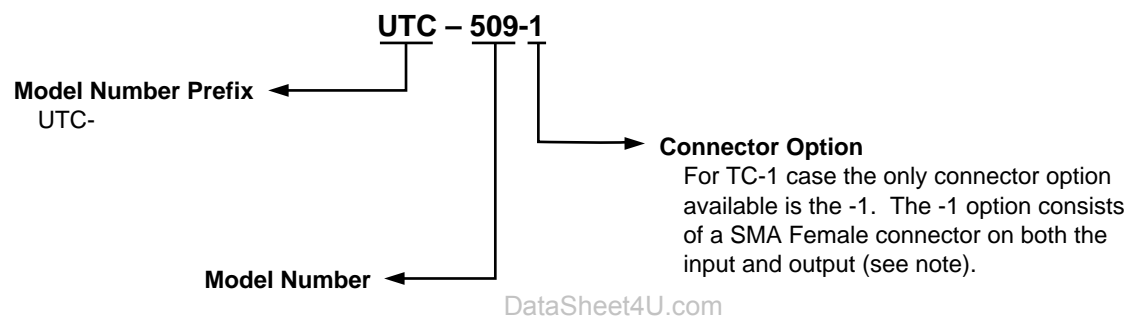 UTC – 509-1
Model Number Prefix
UTC-
Connector Option
For TC-1 case the only connector option
available is the -1. The -1 option consists
of a SMA Female connector on both the
input and output (see note).
Model Number
DataSheet4U.com